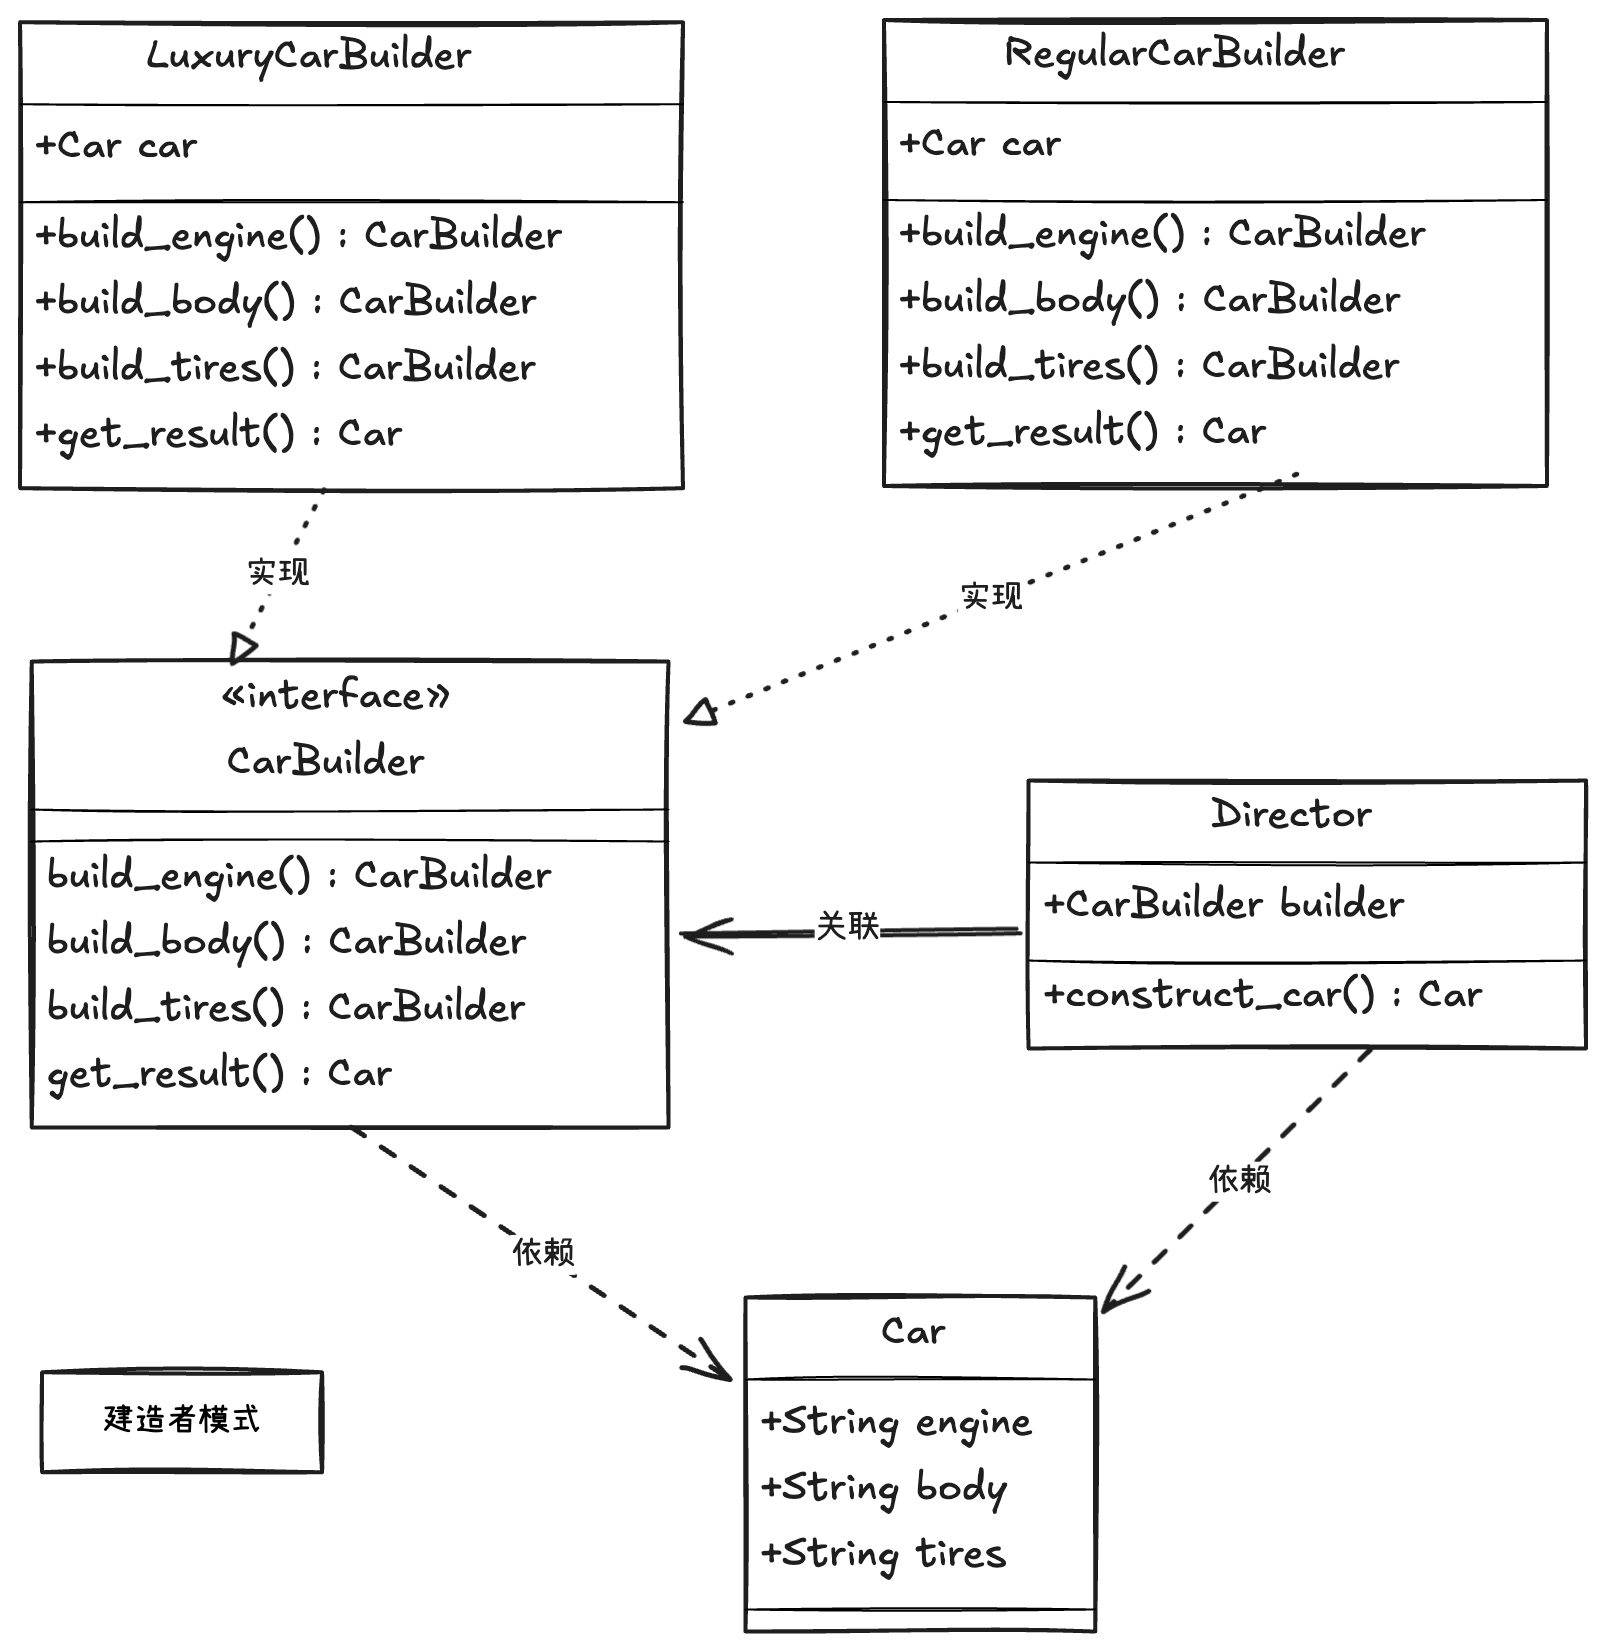 LuxuryCarBuilder
+Car car
+build_engine() : CarBuilder
+build_body() : CarBuilder
+build_tires() : CarBuilder
+get_result() : Car
RegularCarBuilder
+Car car
+build_engine() : CarBuilder
+build_body() : CarBuilder
+build_tires() : CarBuilder
+get_result() : Car
实现
实现
«interface»
CarBuilder
build_engine() : CarBuilder
build_body() : CarBuilder
build_tires() : CarBuilder
get_result() : Car
关联
Director
+CarBuilder builder
+construct_car() : Car
依赖
依赖
Car
+String engine
+String body
+String tires
建造者模式